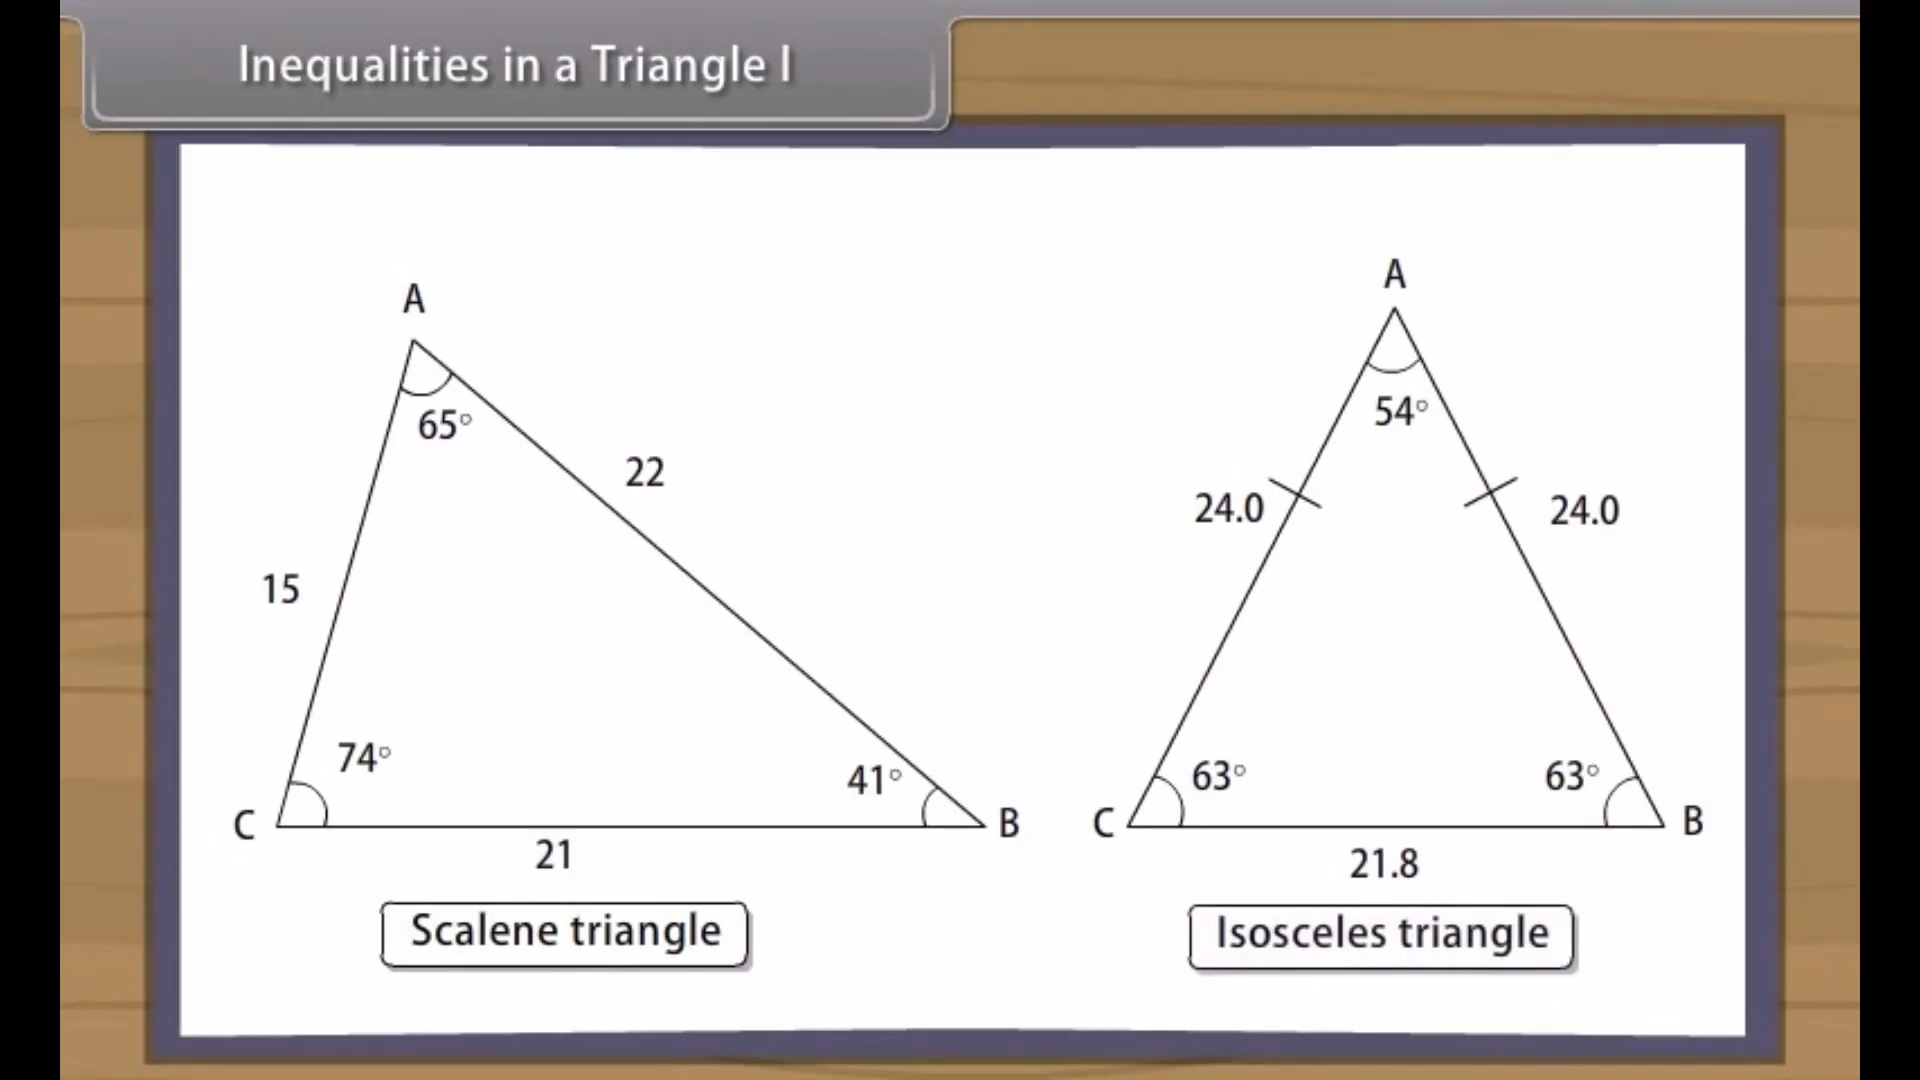 Inequalities in a Triangle I
A
65°
22
15
74°
41°
C
B
21
Scalene triangle
A
54°
24.0
24.0
63°
63°
C
B
21.8
Isosceles triangle